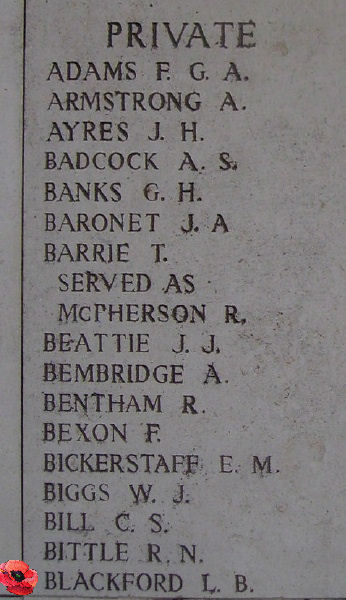 PRIVATE
ADAMS F. G. A.
ARMSTRONG A.
AYRES J. H.
BADCOCK A. S.
BANKS G. H.
BARONET J. A
BARRIE T.
SERVED AS
MCPHERSON R.
BEATTIE J. J.
BEMBRIDGE A.
BENTHAM R.
BEXON F.
BICKERSTAFF E. M.
BIGGS W. J.
BILL C. S.
BITTLE R. N.
BLACKFORD L. B.